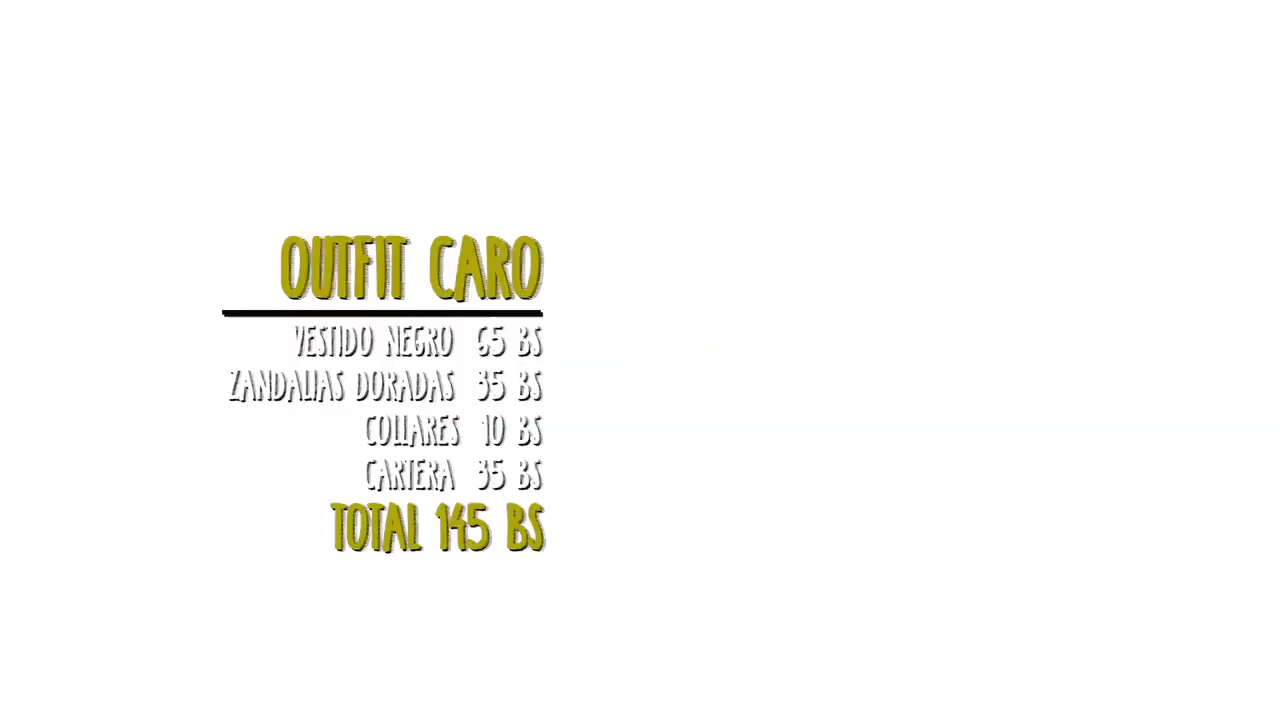 OUTFIT CARO
VESTIDO NEGRO 65 BS
ZANDALIAS DORADAS 35 BS
COLLARES 10 BS
CARTERA 35 BS
TOTAL 145 BS